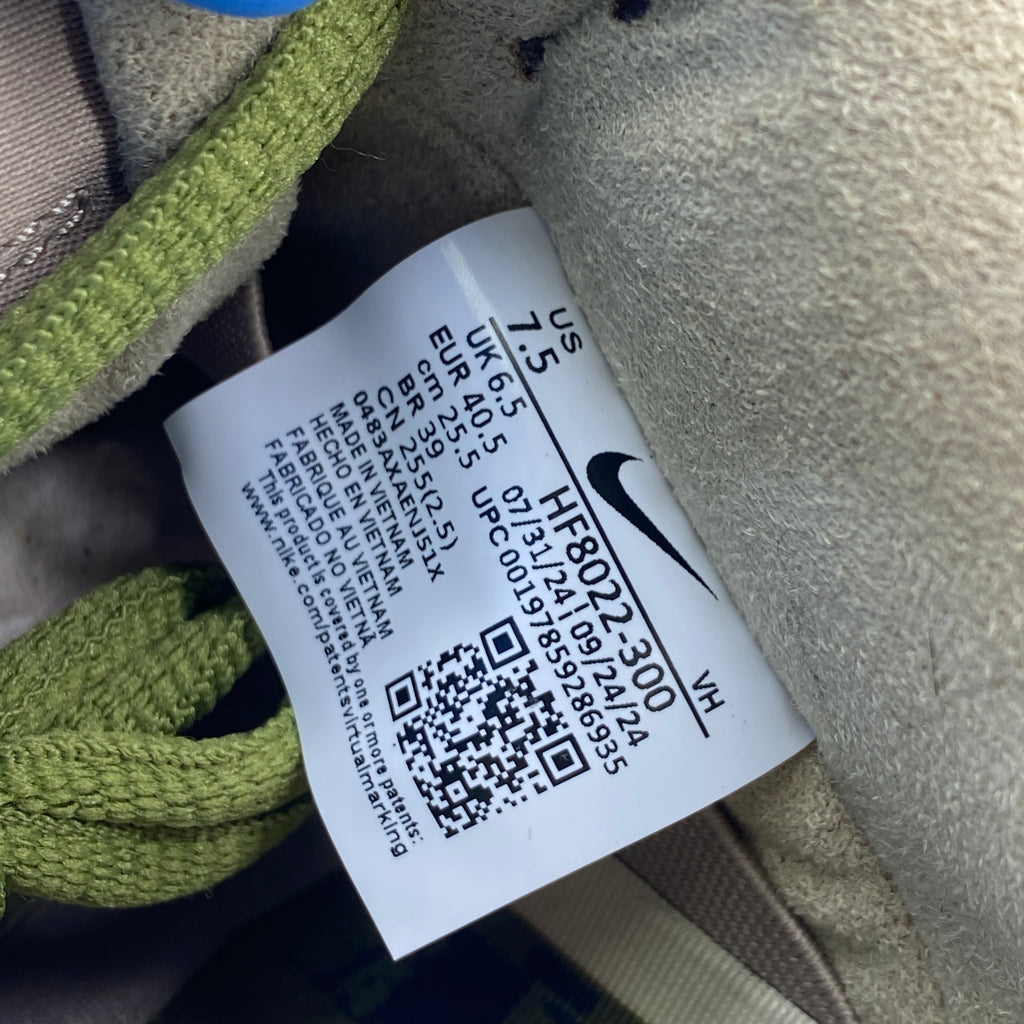 US
7.5
VH
UK 6.5
EUR 40.5
cm 25.5
BR 39
CN 255(2.5)
HF8022-300
07/31/24 | 09/24/24
UPC 00197859286935
0483AXAENJS1X
MADE IN VIETNAM
HECHO EN VIETNAM
FABRIQUE AU VIETNAM
FABRICADO NO VIETNÃ
This product is covered by one or more patents:
www.nike.com/patentsvirtualmarking